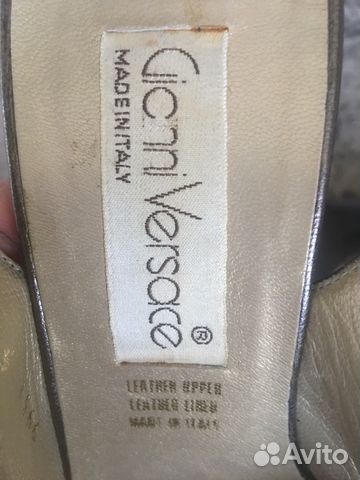 Gianni Versace ®
MADE IN ITALY
LEATHER UPPER
LEATHER LINED
MADE IN ITALY
Avito